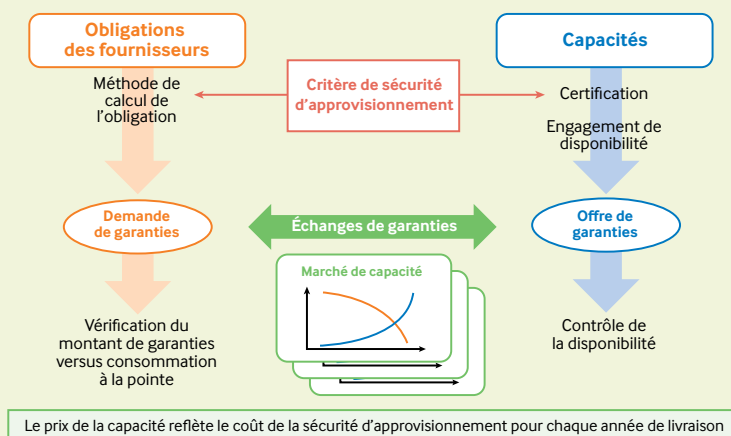 Obligations
des fournisseurs
Capacités
Méthode de
calcul de
l'obligation
Critère de sécurité
d'approvisionnement
Certification
Engagement de
disponibilité
Demande
de garanties
Échanges de garanties
Offre de
garanties
Marché de capacité
Vérification du
montant de garanties
versus consommation
à la pointe
Contrôle de
la disponibilité
Le prix de la capacité reflète le coût de la sécurité d'approvisionnement pour chaque année de livraison